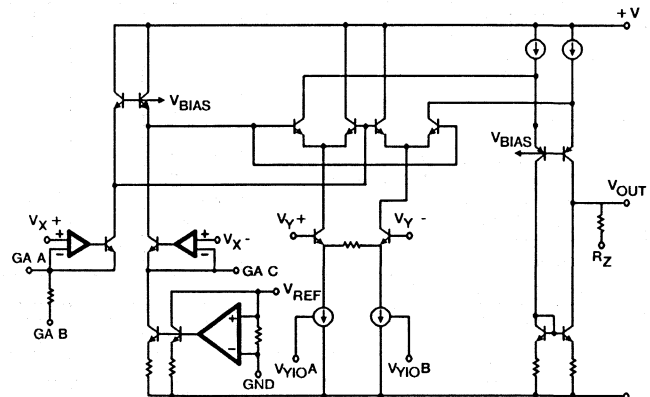 +V
VBIAS
VBIAS
VX+
+
-
GA A
GA B
+
-
VX-
GA C
VY+
VY-
VOUT
RZ
VREF
+
-
GND
VYIOA
VYIOB